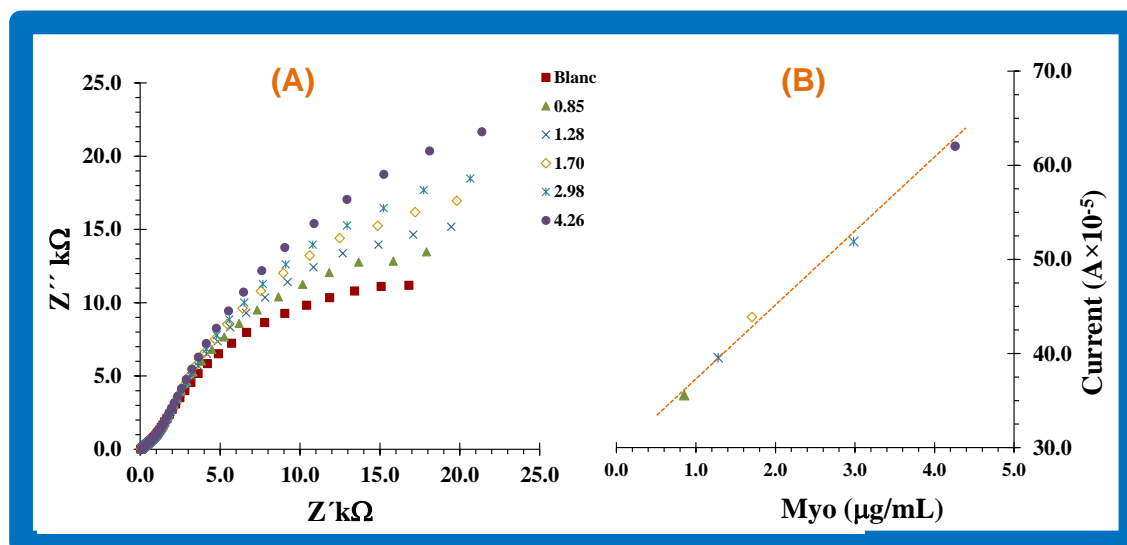 (A)
25.0
20.0
15.0
10.0
5.0
0.0
Z´´ kΩ
0.0 5.0 10.0 15.0 20.0 25.0
Z´kΩ
Blanc
0.85
1.28
1.70
2.98
4.26
(B)
70.0
60.0
50.0
40.0
30.0
Current (A×10⁻⁵)
0.0 1.0 2.0 3.0 4.0 5.0
Myo (µg/mL)